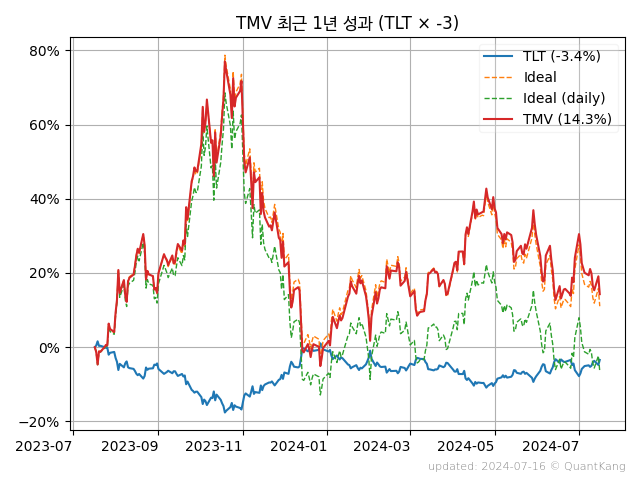 TMV 최근 1년 성과 (TLT × -3)
TLT (-3.4%)
Ideal
Ideal (daily)
TMV (14.3%)
80%
60%
40%
20%
0%
−20%
2023-07 2023-09 2023-11 2024-01 2024-03 2024-05 2024-07
updated: 2024-07-16 © QuantKang